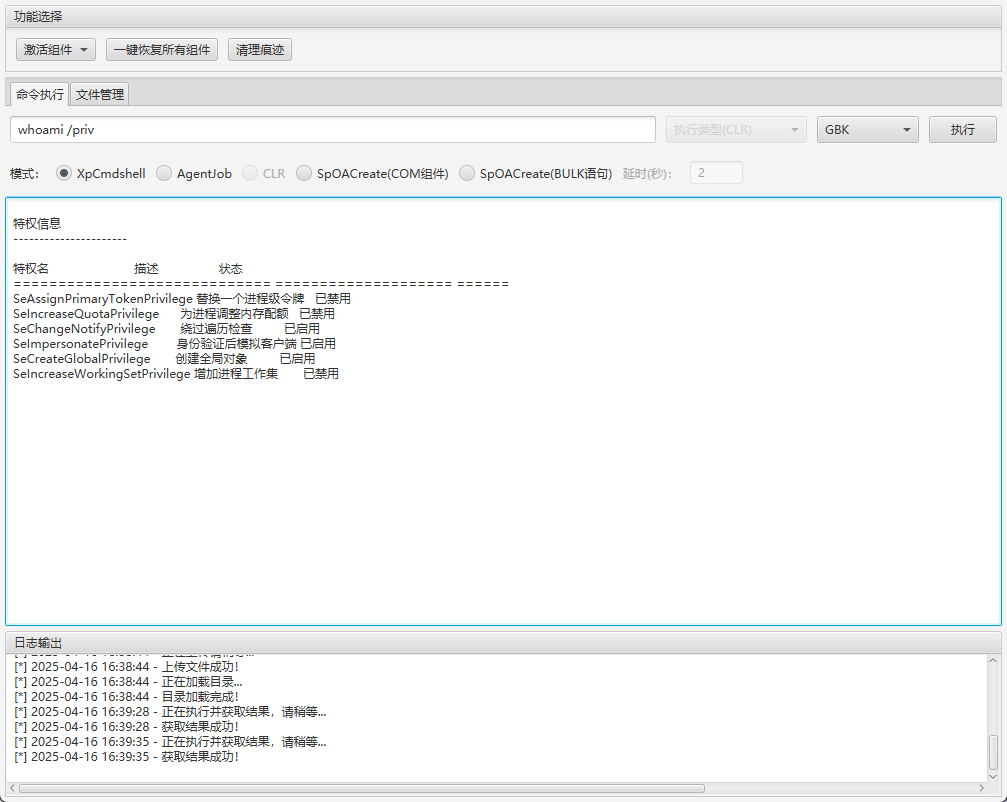 功能选择
激活组件 一键恢复所有组件 清理痕迹
命令执行 文件管理
whoami /priv 执行类型(CLR) GBK 执行
模式： XpCmdshell AgentJob CLR SpOACreate(COM组件) SpOACreate(BULK语句) 延时(秒)： 2
特权信息
----------------------
特权名 描述 状态
============================= ==================== ======
SeAssignPrimaryTokenPrivilege 替换一个进程级令牌 已禁用
SeIncreaseQuotaPrivilege 为进程调整内存配额 已禁用
SeChangeNotifyPrivilege 绕过遍历检查 已启用
SeImpersonatePrivilege 身份验证后模拟客户端 已启用
SeCreateGlobalPrivilege 创建全局对象 已启用
SeIncreaseWorkingSetPrivilege 增加进程工作集 已禁用
日志输出
[*] 2025-04-16 16:38:44 - 上传文件成功!
[*] 2025-04-16 16:38:44 - 正在加载目录...
[*] 2025-04-16 16:38:44 - 目录加载完成!
[*] 2025-04-16 16:39:28 - 正在执行并获取结果，请稍等...
[*] 2025-04-16 16:39:28 - 获取结果成功!
[*] 2025-04-16 16:39:35 - 正在执行并获取结果，请稍等...
[*] 2025-04-16 16:39:35 - 获取结果成功!